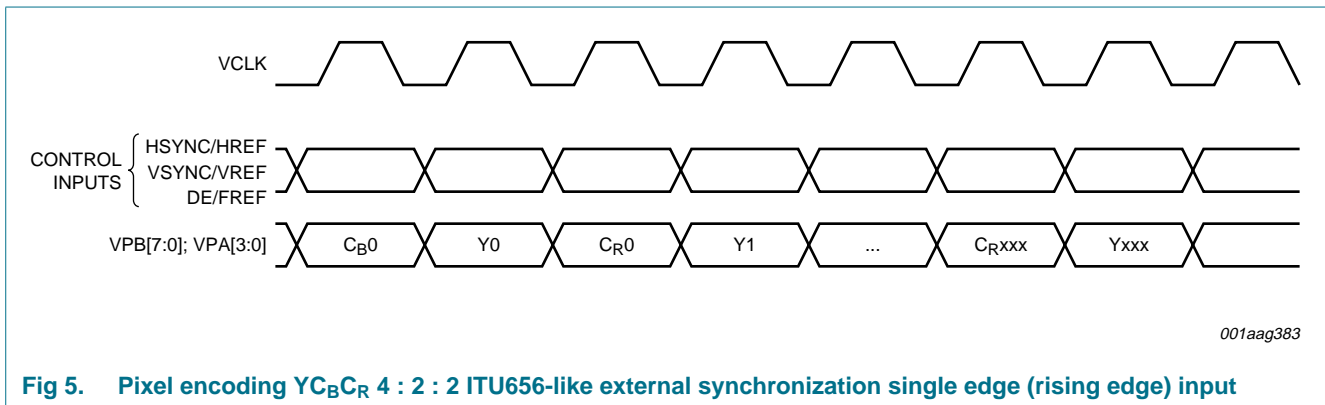 VCLK
CONTROL INPUTS
HSYNC/HREF
VSYNC/VREF
DE/FREF
VPB[7:0]; VPA[3:0]
CB0 Y0 CR0 Y1 ... CRxxx Yxxx
001aag383
Fig 5. Pixel encoding YCBCR 4 : 2 : 2 ITU656-like external synchronization single edge (rising edge) input